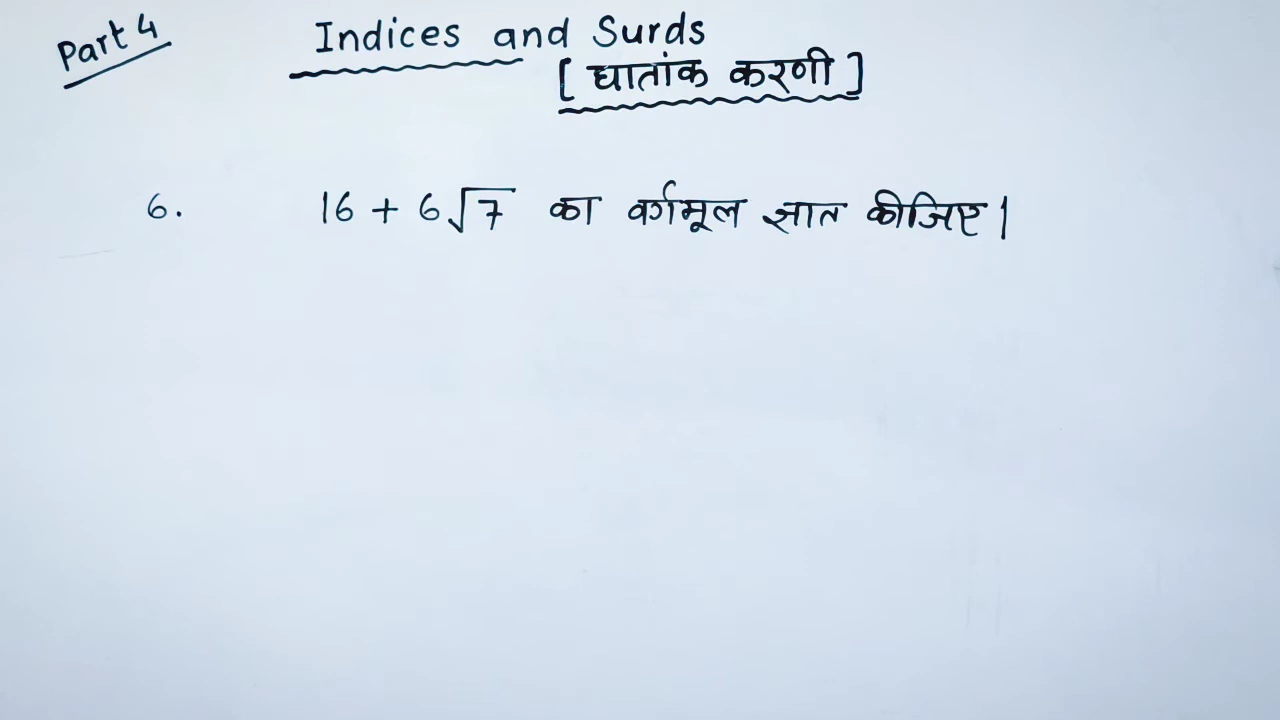 Part 4
Indices and Surds
[ घातांक करणी ]
6. 16 + 6√7 का वर्गमूल ज्ञात कीजिए।